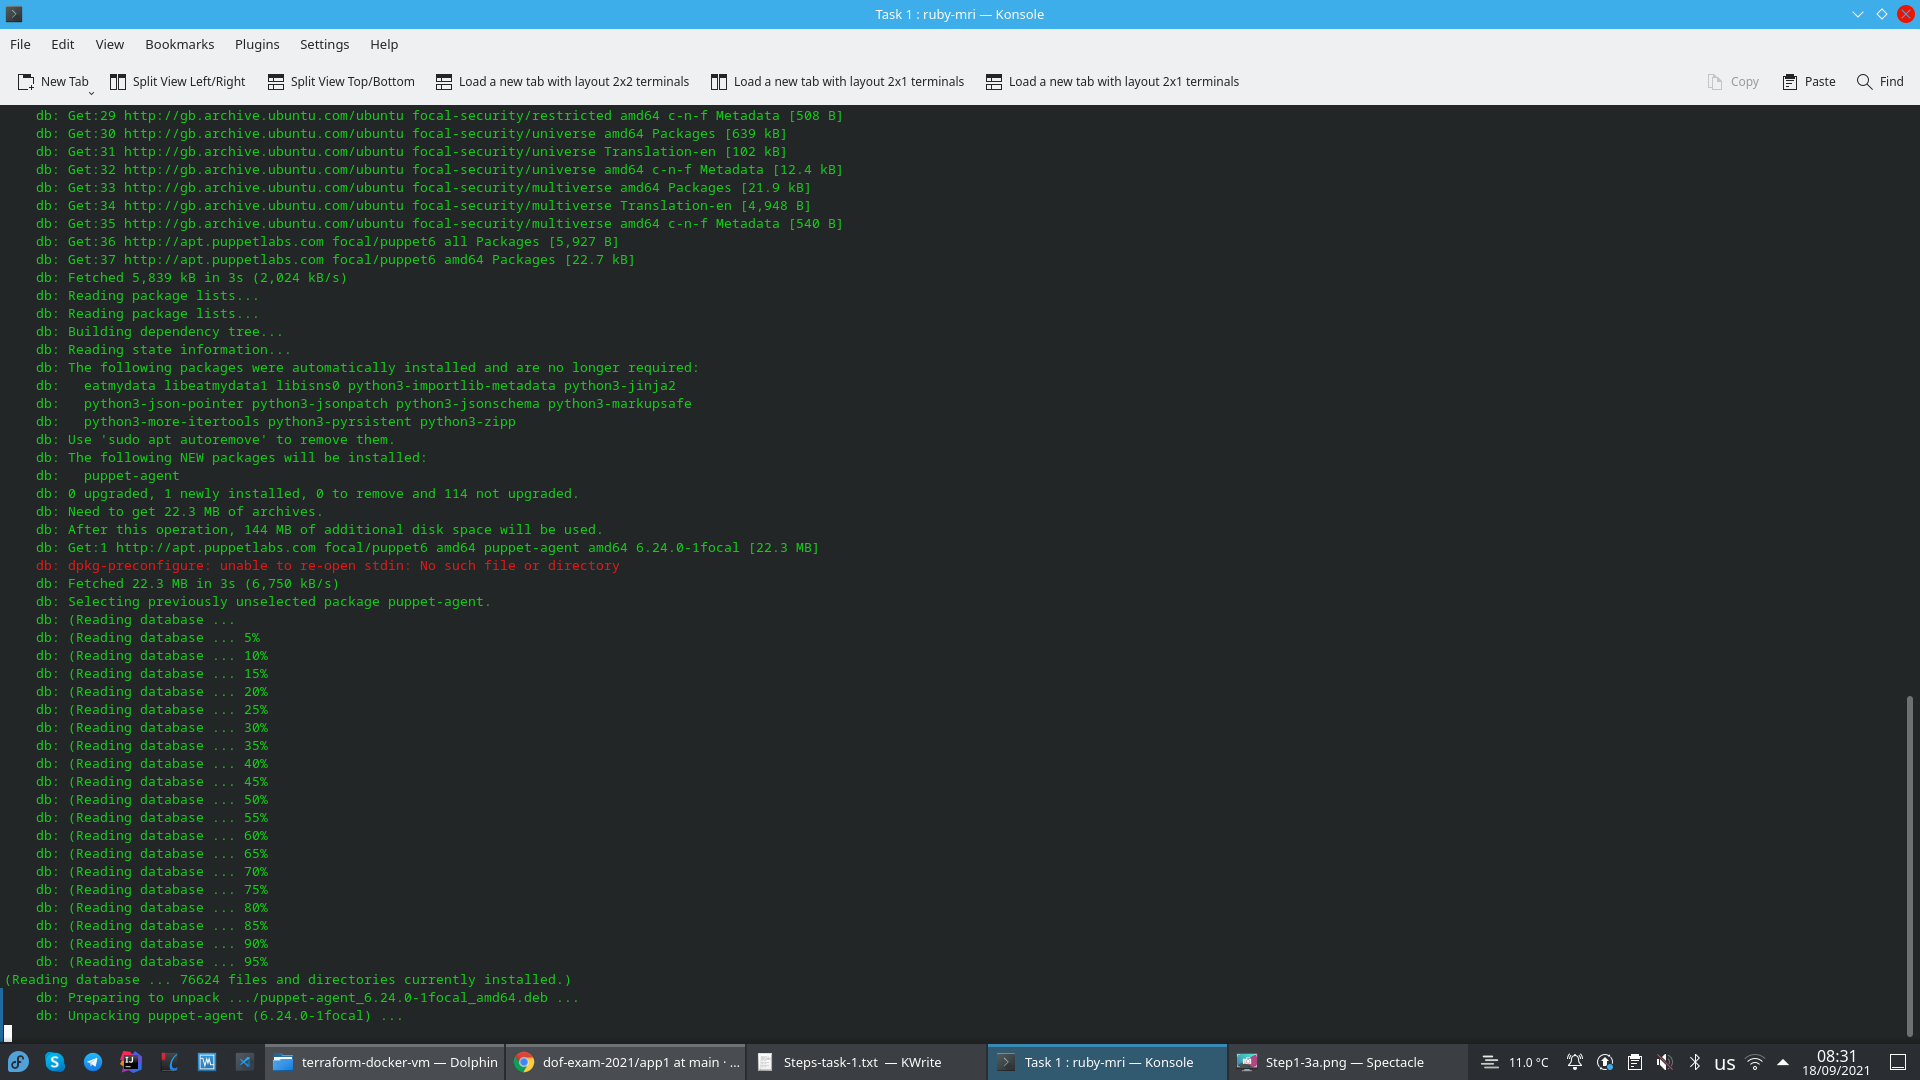 Task 1 : ruby-mri — Konsole
File Edit View Bookmarks Plugins Settings Help
New Tab Split View Left/Right Split View Top/Bottom Load a new tab with layout 2x2 terminals Load a new tab with layout 2x1 terminals Load a new tab with layout 2x1 terminals Copy Paste Find
db: Get:29 http://gb.archive.ubuntu.com/ubuntu focal-security/restricted amd64 c-n-f Metadata [508 B]
db: Get:30 http://gb.archive.ubuntu.com/ubuntu focal-security/universe amd64 Packages [639 kB]
db: Get:31 http://gb.archive.ubuntu.com/ubuntu focal-security/universe Translation-en [102 kB]
db: Get:32 http://gb.archive.ubuntu.com/ubuntu focal-security/universe amd64 c-n-f Metadata [12.4 kB]
db: Get:33 http://gb.archive.ubuntu.com/ubuntu focal-security/multiverse amd64 Packages [21.9 kB]
db: Get:34 http://gb.archive.ubuntu.com/ubuntu focal-security/multiverse Translation-en [4,948 B]
db: Get:35 http://gb.archive.ubuntu.com/ubuntu focal-security/multiverse amd64 c-n-f Metadata [540 B]
db: Get:36 http://apt.puppetlabs.com focal/puppet6 all Packages [5,927 B]
db: Get:37 http://apt.puppetlabs.com focal/puppet6 amd64 Packages [22.7 kB]
db: Fetched 5,839 kB in 3s (2,024 kB/s)
db: Reading package lists...
db: Reading package lists...
db: Building dependency tree...
db: Reading state information...
db: The following packages were automatically installed and are no longer required:
db:   eatmydata libeatmydata1 libisns0 python3-importlib-metadata python3-jinja2
db:   python3-json-pointer python3-jsonpatch python3-jsonschema python3-markupsafe
db:   python3-more-itertools python3-pyrsistent python3-zipp
db: Use 'sudo apt autoremove' to remove them.
db: The following NEW packages will be installed:
db:   puppet-agent
db: 0 upgraded, 1 newly installed, 0 to remove and 114 not upgraded.
db: Need to get 22.3 MB of archives.
db: After this operation, 144 MB of additional disk space will be used.
db: Get:1 http://apt.puppetlabs.com focal/puppet6 amd64 puppet-agent amd64 6.24.0-1focal [22.3 MB]
db: dpkg-preconfigure: unable to re-open stdin: No such file or directory
db: Fetched 22.3 MB in 3s (6,750 kB/s)
db: Selecting previously unselected package puppet-agent.
db: (Reading database ...
db: (Reading database ... 5%
db: (Reading database ... 10%
db: (Reading database ... 15%
db: (Reading database ... 20%
db: (Reading database ... 25%
db: (Reading database ... 30%
db: (Reading database ... 35%
db: (Reading database ... 40%
db: (Reading database ... 45%
db: (Reading database ... 50%
db: (Reading database ... 55%
db: (Reading database ... 60%
db: (Reading database ... 65%
db: (Reading database ... 70%
db: (Reading database ... 75%
db: (Reading database ... 80%
db: (Reading database ... 85%
db: (Reading database ... 90%
db: (Reading database ... 95%
(Reading database ... 76624 files and directories currently installed.)
db: Preparing to unpack .../puppet-agent_6.24.0-1focal_amd64.deb ...
db: Unpacking puppet-agent (6.24.0-1focal) ...
terraform-docker-vm — Dolphin dof-exam-2021/app1 at main · ... Steps-task-1.txt — KWrite Task 1 : ruby-mri — Konsole Step1-3a.png — Spectacle 11.0 °C us 08:31
18/09/2021